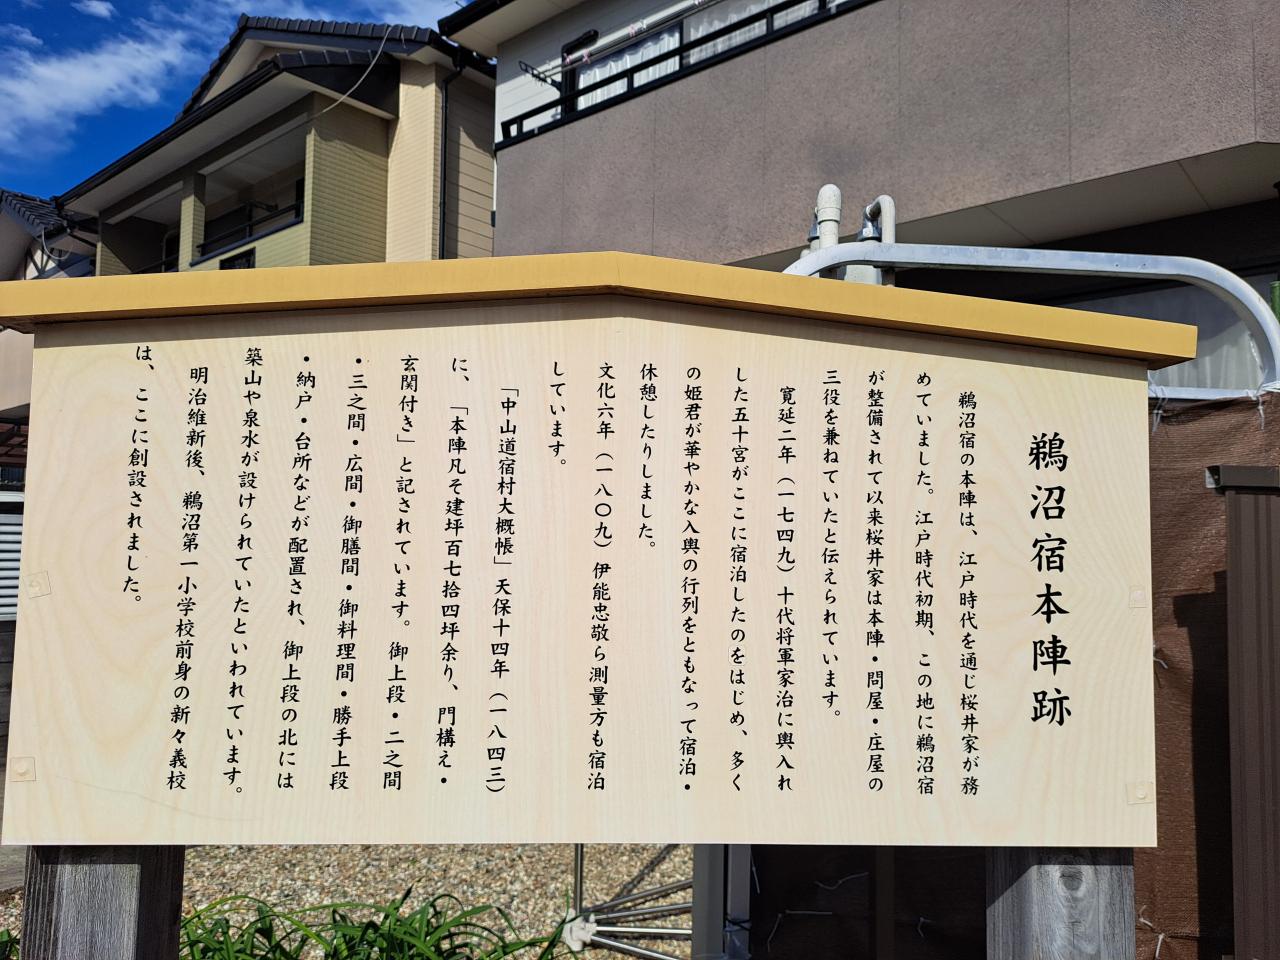 鵜沼宿本陣跡
鵜沼宿の本陣は、江戸時代を通じ桜井家が務
めていました。江戸時代初期、この地に鵜沼宿
が整備されて以来桜井家は本陣・問屋・庄屋の
三役を兼ねていたと伝えられています。
寛延二年（一七四九）十代将軍家治に輿入れ
した五十宮がここに宿泊したのをはじめ、多く
の姫君が華やかな入輿の行列をともなって宿泊・
休憩したりしました。
文化六年（一八〇九）伊能忠敬ら測量方も宿泊
しています。
「中山道宿村大概帳」天保十四年（一八四三）
に、「本陣凡そ建坪百七拾四坪余り、門構え・
玄関付き」と記されています。御上段・二之間
・三之間・広間・御膳間・御料理間・勝手上段
・納戸・台所などが配置され、御上段の北には
築山や泉水が設けられていたといわれています。
明治維新後、鵜沼第一小学校前身の新々義校
は、ここに創設されました。